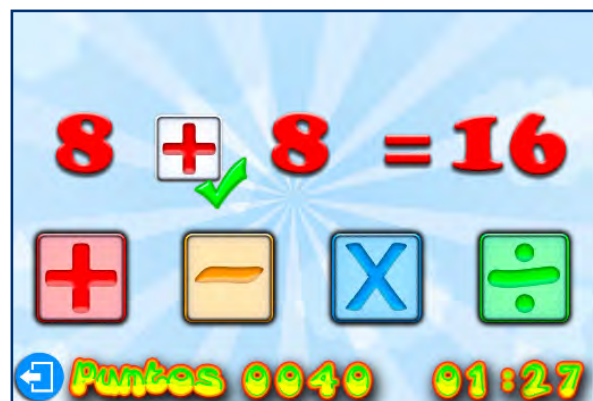 8 + 8 = 16
+ − X ÷
Puntos 0040 01:27